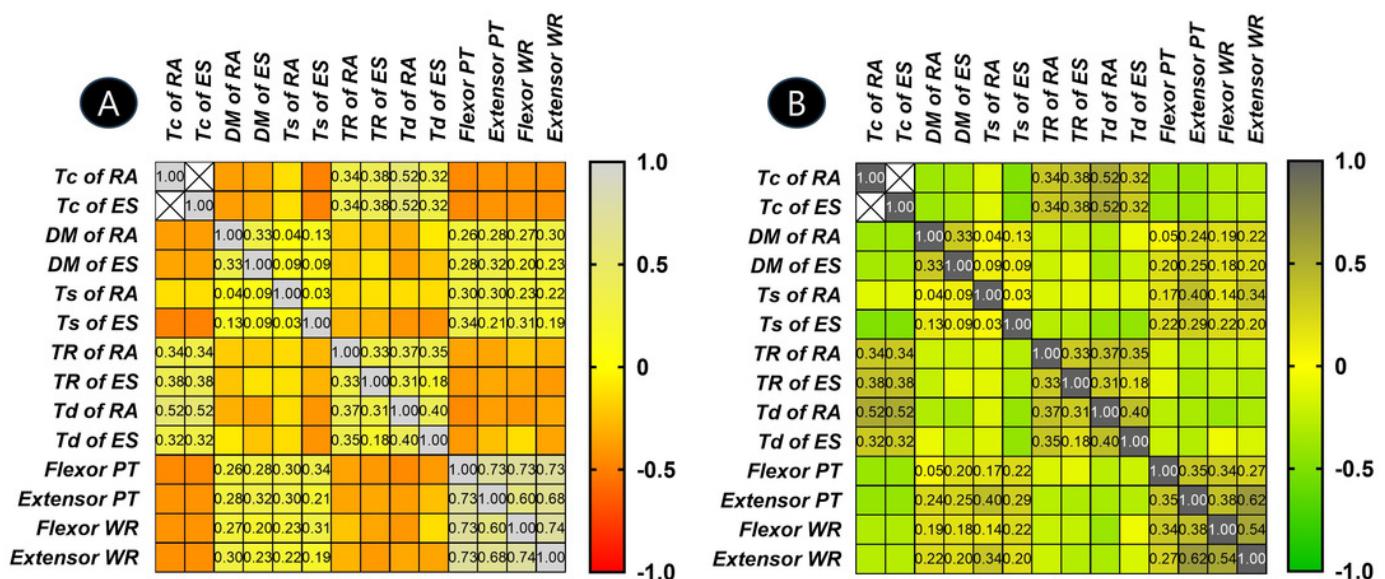 A
Tc of RA
Tc of ES
DM of RA
DM of ES
Ts of RA
Ts of ES
TR of RA
TR of ES
Td of RA
Td of ES
Flexor PT
Extensor PT
Flexor WR
Extensor WR
Tc of RA 1.00 0.34 0.38 0.52 0.32
Tc of ES 1.00 0.34 0.38 0.52 0.32
DM of RA 1.00 0.33 0.04 0.13 0.26 0.28 0.27 0.30
DM of ES 0.33 1.00 0.09 0.09 0.28 0.32 0.20 0.23
Ts of RA 0.04 0.09 1.00 0.03 0.30 0.30 0.23 0.22
Ts of ES 0.13 0.09 0.03 1.00 0.34 0.21 0.31 0.19
TR of RA 0.34 0.34 1.00 0.33 0.37 0.35
TR of ES 0.38 0.38 0.33 1.00 0.31 0.18
Td of RA 0.52 0.52 0.37 0.31 1.00 0.40
Td of ES 0.32 0.32 0.35 0.18 0.40 1.00
Flexor PT 0.26 0.28 0.30 0.34 1.00 0.73 0.73 0.73
Extensor PT 0.28 0.32 0.30 0.21 0.73 1.00 0.60 0.68
Flexor WR 0.27 0.20 0.23 0.31 0.73 0.60 1.00 0.74
Extensor WR 0.30 0.23 0.22 0.19 0.73 0.68 0.74 1.00
1.0
0.5
0
-0.5
-1.0
B
Tc of RA
Tc of ES
DM of RA
DM of ES
Ts of RA
Ts of ES
TR of RA
TR of ES
Td of RA
Td of ES
Flexor PT
Extensor PT
Flexor WR
Extensor WR
Tc of RA 1.00 0.34 0.38 0.52 0.32
Tc of ES 1.00 0.34 0.38 0.52 0.32
DM of RA 1.00 0.33 0.04 0.13 0.05 0.24 0.19 0.22
DM of ES 0.33 1.00 0.09 0.09 0.20 0.25 0.18 0.20
Ts of RA 0.04 0.09 1.00 0.03 0.17 0.40 0.14 0.34
Ts of ES 0.13 0.09 0.03 1.00 0.22 0.29 0.22 0.20
TR of RA 0.34 0.34 1.00 0.33 0.37 0.35
TR of ES 0.38 0.38 0.33 1.00 0.31 0.18
Td of RA 0.52 0.52 0.37 0.31 1.00 0.40
Td of ES 0.32 0.32 0.35 0.18 0.40 1.00
Flexor PT 0.05 0.20 0.17 0.22 1.00 0.35 0.34 0.27
Extensor PT 0.24 0.25 0.40 0.29 0.35 1.00 0.38 0.62
Flexor WR 0.19 0.18 0.14 0.22 0.34 0.38 1.00 0.54
Extensor WR 0.22 0.20 0.34 0.20 0.27 0.62 0.54 1.00
1.0
0.5
0
-0.5
-1.0